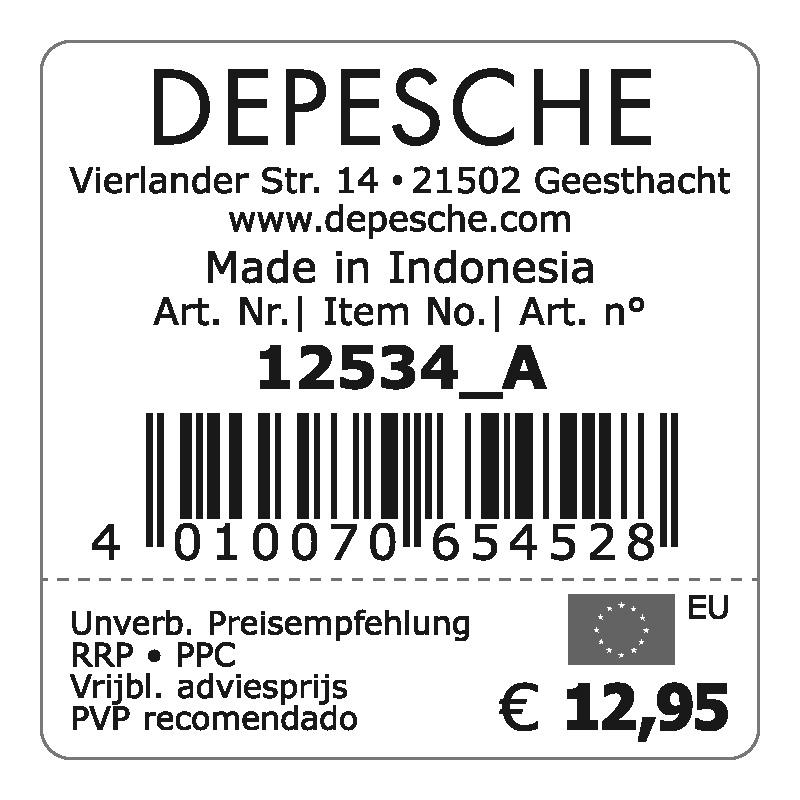 DEPESCHE
Vierlander Str. 14 • 21502 Geesthacht
www.depesche.com
Made in Indonesia
Art. Nr.| Item No.| Art. n°
12534_A
4 010070 654528
Unverb. Preisempfehlung
RRP • PPC
Vrijbl. adviesprijs
PVP recomendado
EU
€ 12,95